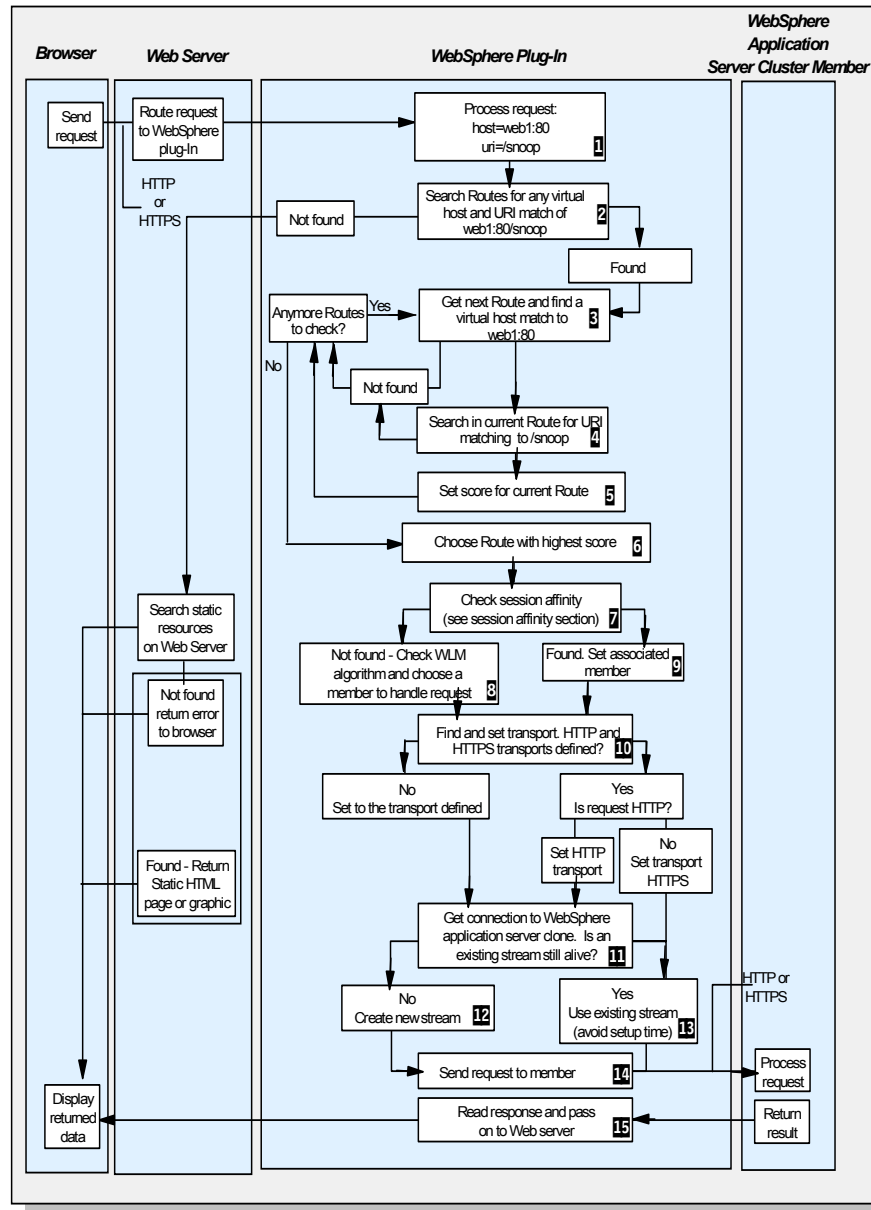 WebSphere
Application
Server Cluster Member
Browser
Web Server
WebSphere Plug-In
Send
request
Route request
to WebSphere
plug-In
Process request:
host=web1:80
uri=/snoop
1
HTTP
or
HTTPS
Not found
Search Routes for any virtual
host and URI match of
web1:80/snoop
2
Found
Anymore Routes
to check?
Yes
Get next Route and find a
virtual host match to
web1:80
3
No
Not found
Search in current Route for URI
matching to /snoop
4
Set score for current Route
5
Choose Route with highest score
6
Check session affinity
(see session affinity section)
7
Search static
resources
on Web Server
Not found - Check WLM
algorithm and choose a
member to handle request
8
Found. Set associated
member
9
Not found
return error
to browser
Find and set transport. HTTP and
HTTPS transports defined?
10
No
Set to the transport defined
Yes
Is request HTTP?
Set HTTP
transport
No
Set transport
HTTPS
Found - Return
Static HTML
page or graphic
Get connection to WebSphere
application server clone. Is an
existing stream still alive?
11
No
Create new stream
12
Yes
Use existing stream
(avoid setup time)
13
HTTP or
HTTPS
Send request to member
14
Process
request
Display
returned
data
Read response and pass
on to Web server
15
Return
result